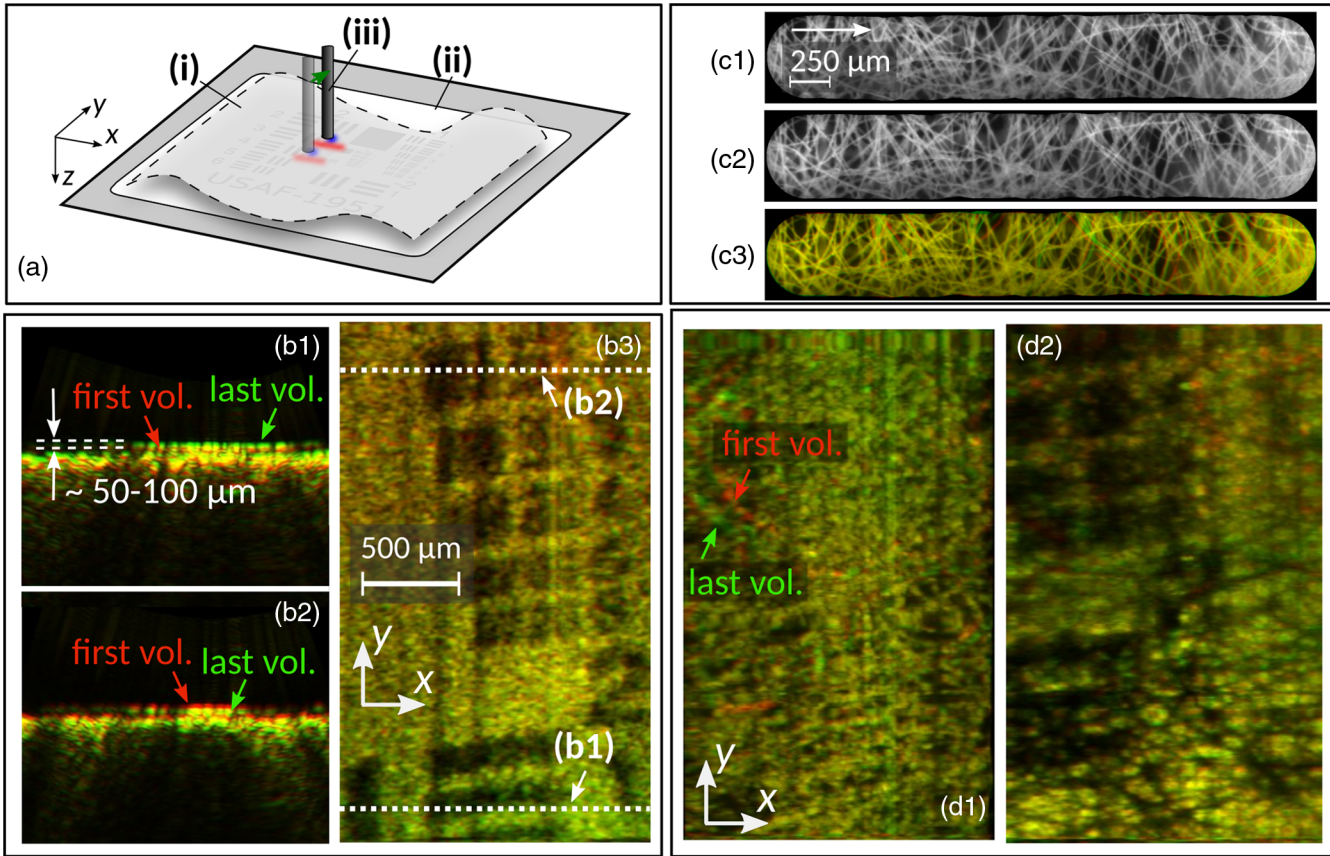 (i)
(iii)
(ii)
y
x
z
USAF-1951
(a)
(c1)
250 μm
(c2)
(c3)
(b1)
first vol.
last vol.
~ 50-100 μm
(b2)
first vol.
last vol.
(b3)
(b2)
500 μm
y
x
(b1)
first vol.
last vol.
y
x
(d1)
(d2)